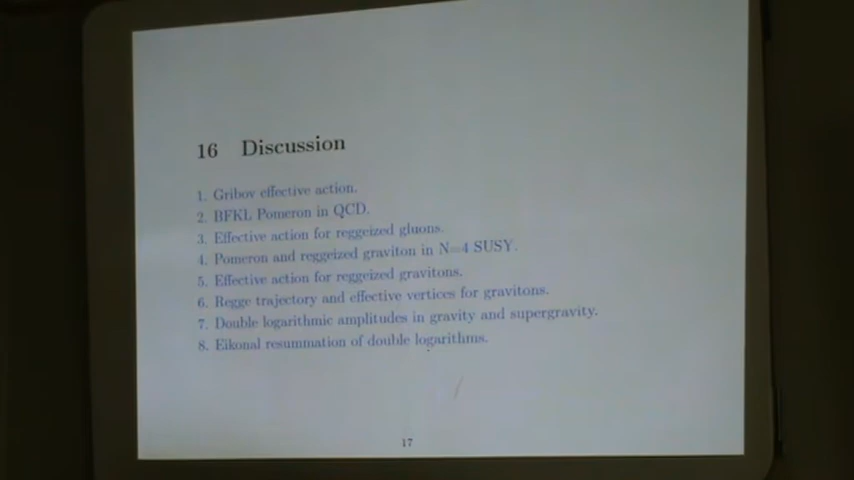 16 Discussion
1. Gribov effective action.
2. BFKL Pomeron in QCD.
3. Effective action for reggeized gluons.
4. Pomeron and reggeized graviton in N=4 SUSY.
5. Effective action for reggeized gravitons.
6. Regge trajectory and effective vertices for gravitons.
7. Double logarithmic amplitudes in gravity and supergravity.
8. Eikonal resummation of double logarithms.
17